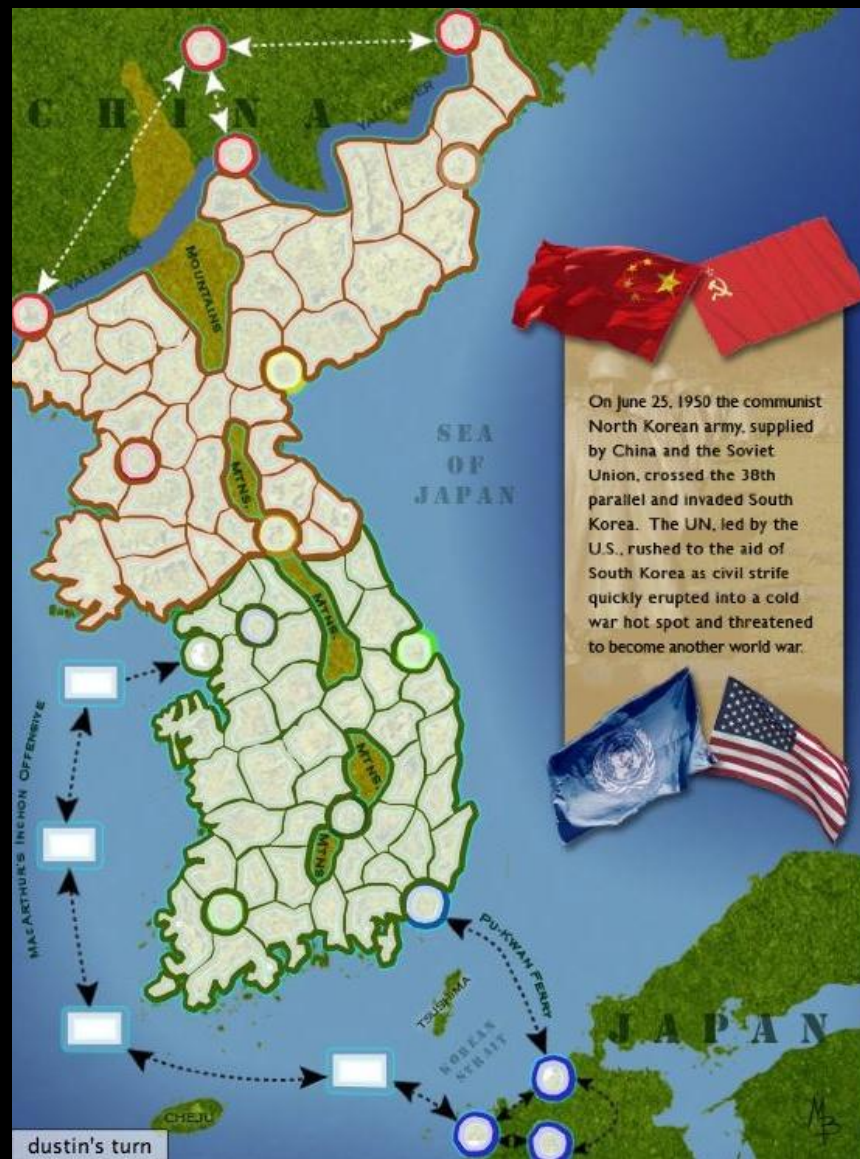 CHINA
YALU RIVER
YALU RIVER
MOUNTAINS
SEA
OF
JAPAN
On June 25, 1950 the communist
North Korean army, supplied
by China and the Soviet
Union, crossed the 38th
parallel and invaded South
Korea. The UN, led by the
U.S., rushed to the aid of
South Korea as civil strife
quickly erupted into a cold
war hot spot and threatened
to become another world war.
MTNS.
MTNS.
MTNS.
MTNS
MACARTHUR'S INCHON OFFENSIVE
PU-KWAN FERRY
TSUSHIMA
KOREAN
STRAIT
JAPAN
CHEJU
MB
dustin's turn